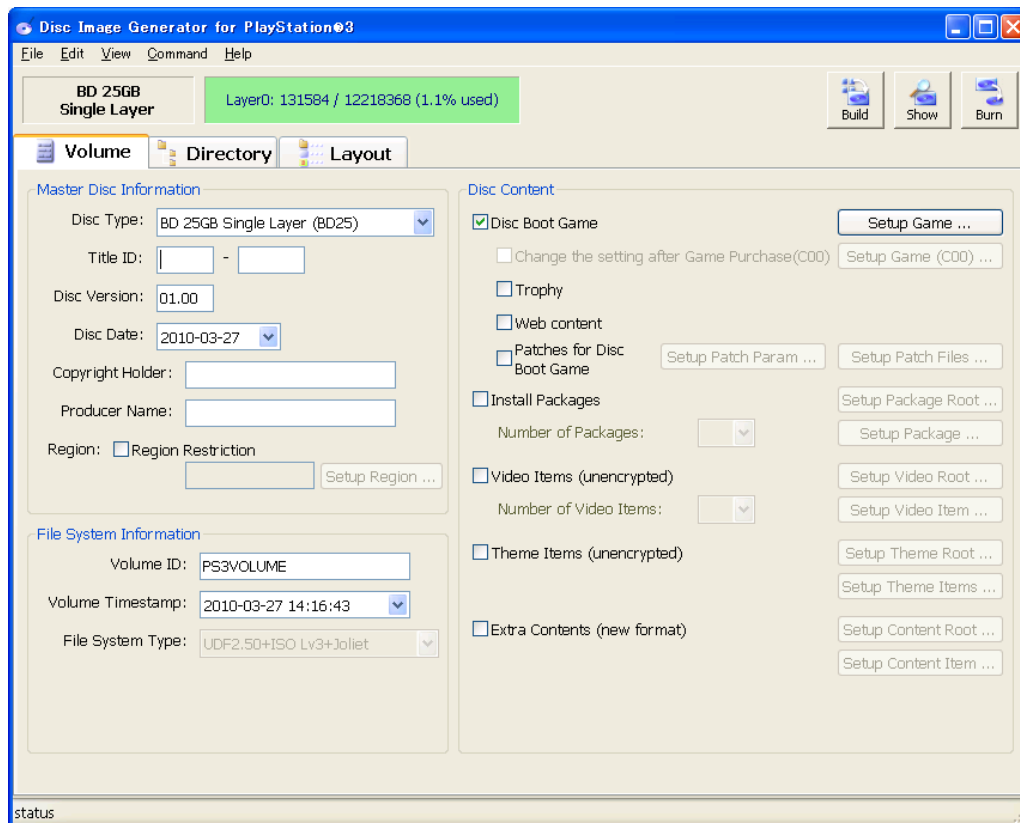 Disc Image Generator for PlayStation®3
File Edit View Command Help
BD 25GB
Single Layer
Layer0: 131584 / 12218368 (1.1% used)
Build Show Burn
Volume Directory Layout
Master Disc Information
Disc Type: BD 25GB Single Layer (BD25)
Title ID: -
Disc Version: 01.00
Disc Date: 2010-03-27
Copyright Holder:
Producer Name:
Region: Region Restriction
Setup Region ...
File System Information
Volume ID: PS3VOLUME
Volume Timestamp: 2010-03-27 14:16:43
File System Type: UDF2.50+ISO Lv3+Joliet
Disc Content
Disc Boot Game Setup Game ...
Change the setting after Game Purchase(C00) Setup Game (C00) ...
Trophy
Web content
Patches for Disc
Boot Game Setup Patch Param ... Setup Patch Files ...
Install Packages Setup Package Root ...
Number of Packages: Setup Package ...
Video Items (unencrypted) Setup Video Root ...
Number of Video Items: Setup Video Item ...
Theme Items (unencrypted) Setup Theme Root ...
Setup Theme Items ...
Extra Contents (new format) Setup Content Root ...
Setup Content Item ...
status